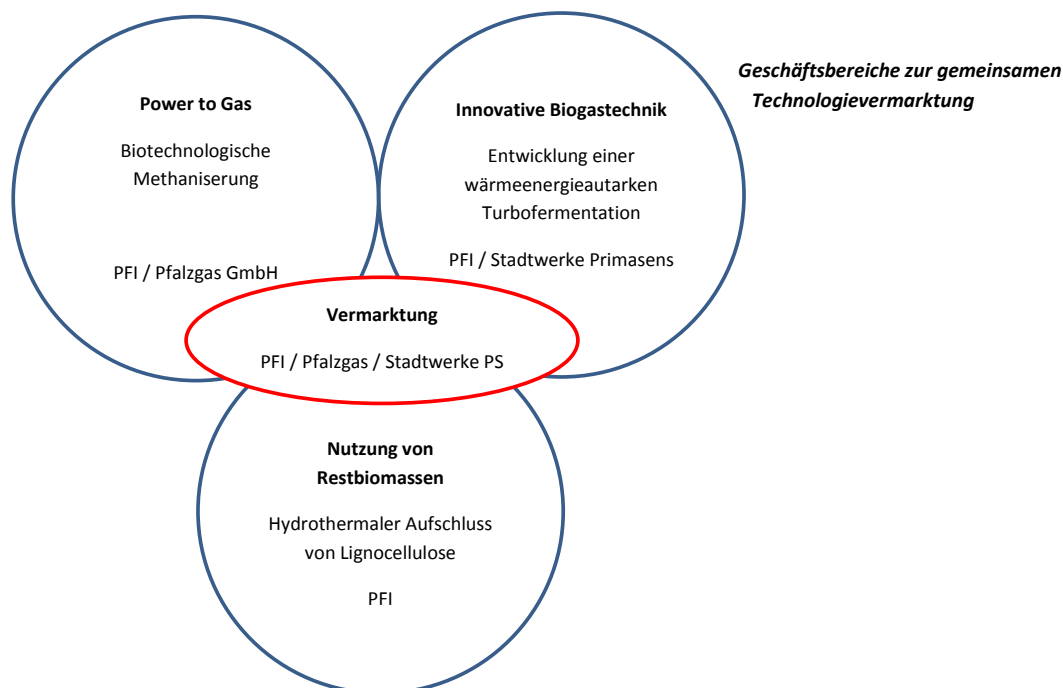 Geschäftsbereiche zur gemeinsamen
Technologievermarktung
Power to Gas
Biotechnologische
Methaniserung
PFI / Pfalzgas GmbH
Innovative Biogastechnik
Entwicklung einer
wärmeenergieautarken
Turbofermentation
PFI / Stadtwerke Primasens
Vermarktung
PFI / Pfalzgas / Stadtwerke PS
Nutzung von
Restbiomassen
Hydrothermaler Aufschluss
von Lignocellulose
PFI